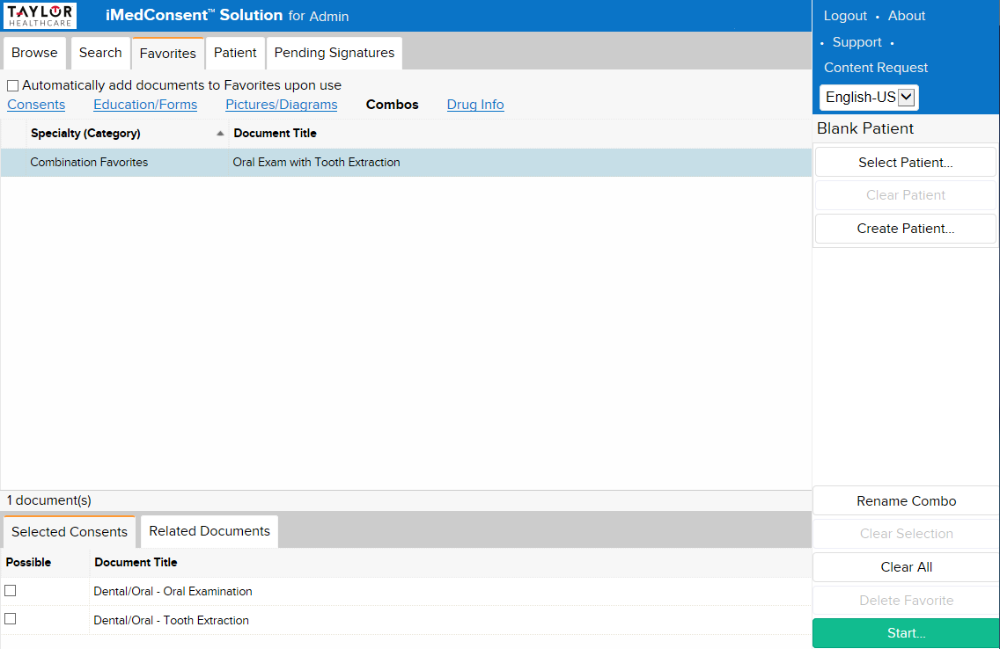 TAYLOR
HEALTHCARE
iMedConsent™ Solution for Admin
Logout • About
• Support •
Content Request
English-US
Browse Search Favorites Patient Pending Signatures
Automatically add documents to Favorites upon use
Consents Education/Forms Pictures/Diagrams Combos Drug Info
Specialty (Category) Document Title
Combination Favorites Oral Exam with Tooth Extraction
Blank Patient
Select Patient...
Clear Patient
Create Patient...
1 document(s)
Selected Consents Related Documents
Possible Document Title
Dental/Oral - Oral Examination
Dental/Oral - Tooth Extraction
Rename Combo
Clear Selection
Clear All
Delete Favorite
Start...